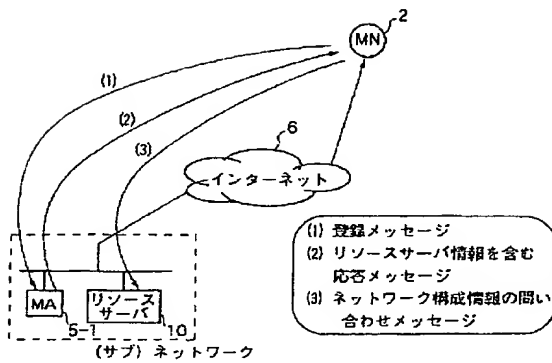 2
MN
(1)
(2)
(3)
6
インターネット
MA
5-1
リソース
サーバ
10
(サブ) ネットワーク
(1) 登録メッセージ
(2) リソースサーバ情報を含む
応答メッセージ
(3) ネットワーク構成情報の問い
合わせメッセージ